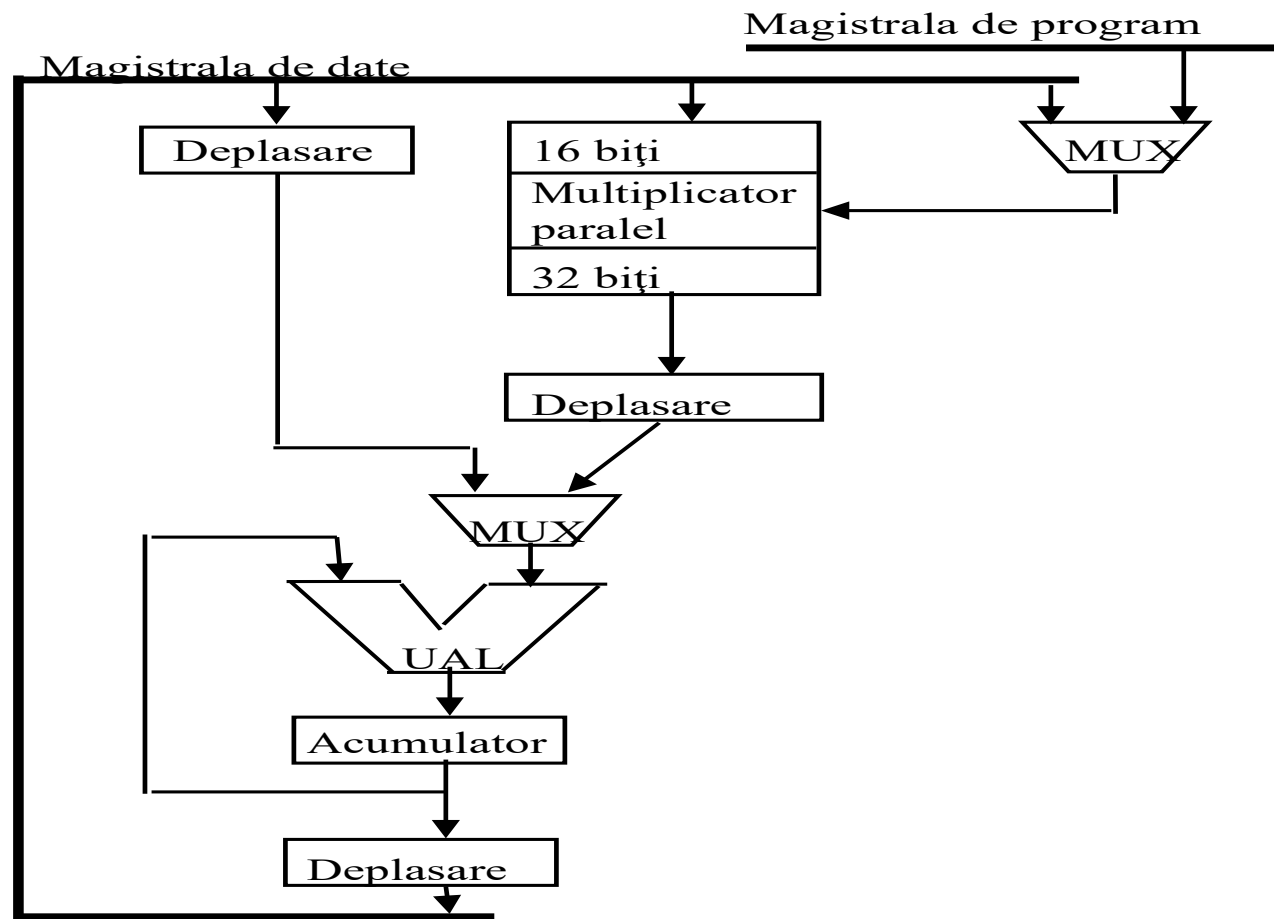 Magistrala de program
Magistrala de date
Deplasare
16 biţi
MUX
Multiplicator
paralel
32 biţi
Deplasare
MUX
UAL
Acumulator
Deplasare